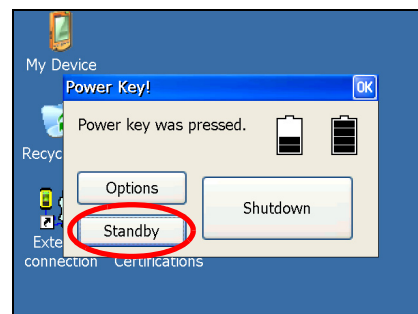 My Device
Power Key!
OK
Power key was pressed.
Recyc
Options
Shutdown
Standby
Exte
connection Certifications